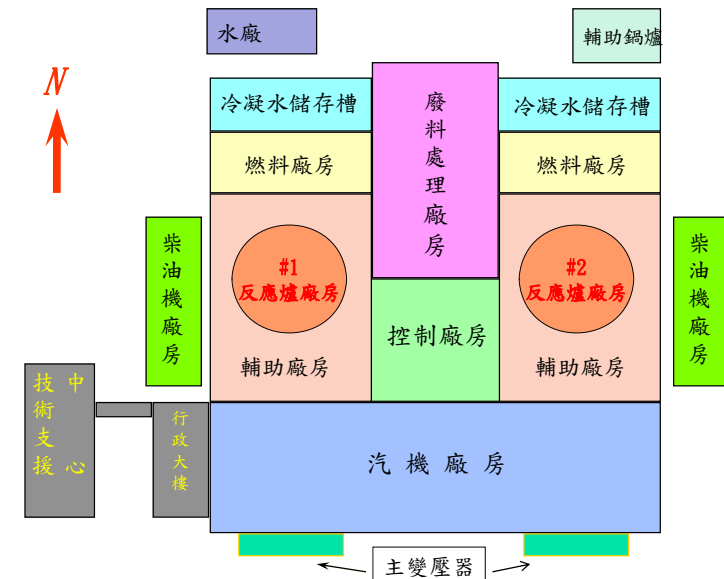 水廠
輔助鍋爐
N
冷凝水儲存槽
廢料處理廠房
冷凝水儲存槽
燃料廠房
燃料廠房
柴油機廠房
#1
反應爐廠房
#2
反應爐廠房
柴油機廠房
控制廠房
輔助廠房
輔助廠房
技術支援
中心
行政大樓
汽機廠房
主變壓器